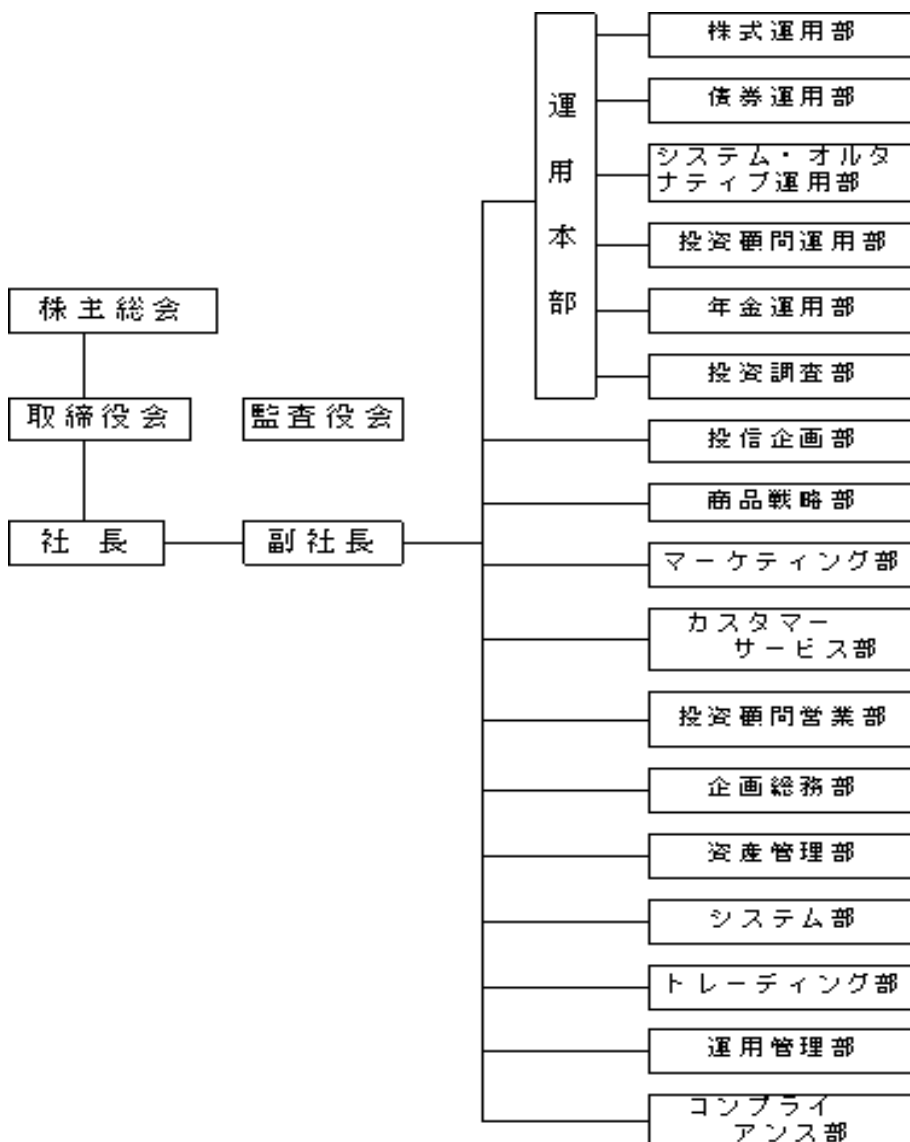 株式運用部
債券運用部
システム・オルタ
ナティブ運用部
投資顧問運用部
年金運用部
投資調査部
運用本部
株主総会
取締役会
監査役会
社長
副社長
投信企画部
商品戦略部
マーケティング部
カスタマー
サービス部
投資顧問営業部
企画総務部
資産管理部
システム部
トレーディング部
運用管理部
コンプライ
アンス部